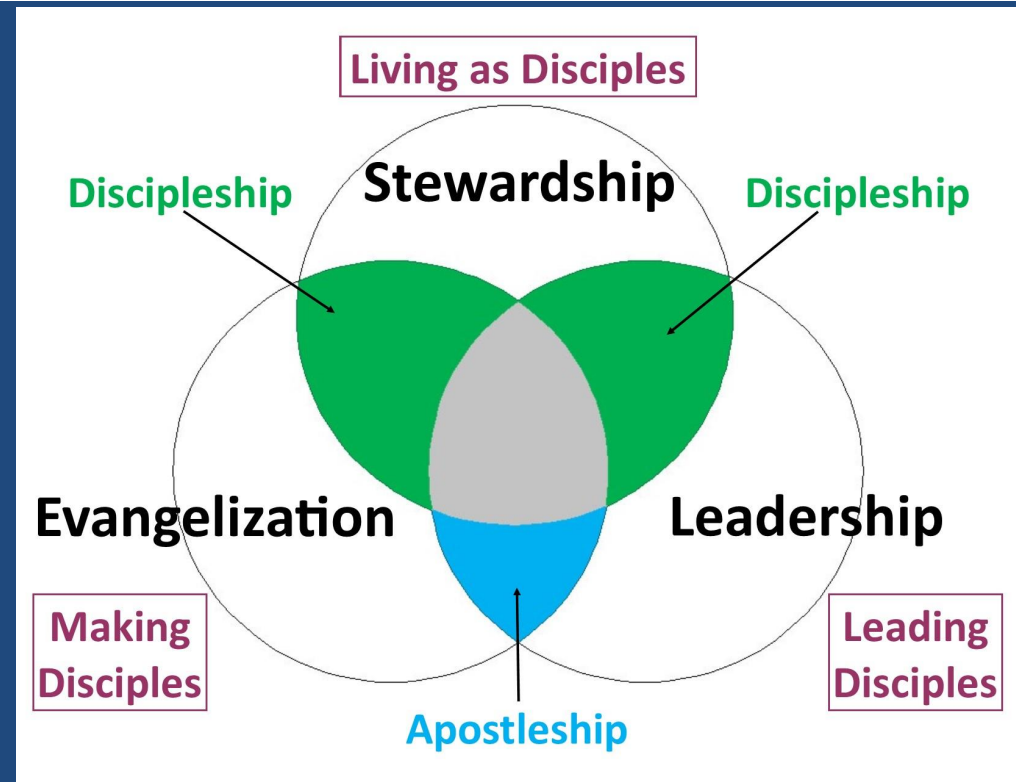 Living as Disciples
Stewardship
Discipleship
Discipleship
Evangelization
Leadership
Making
Disciples
Leading
Disciples
Apostleship